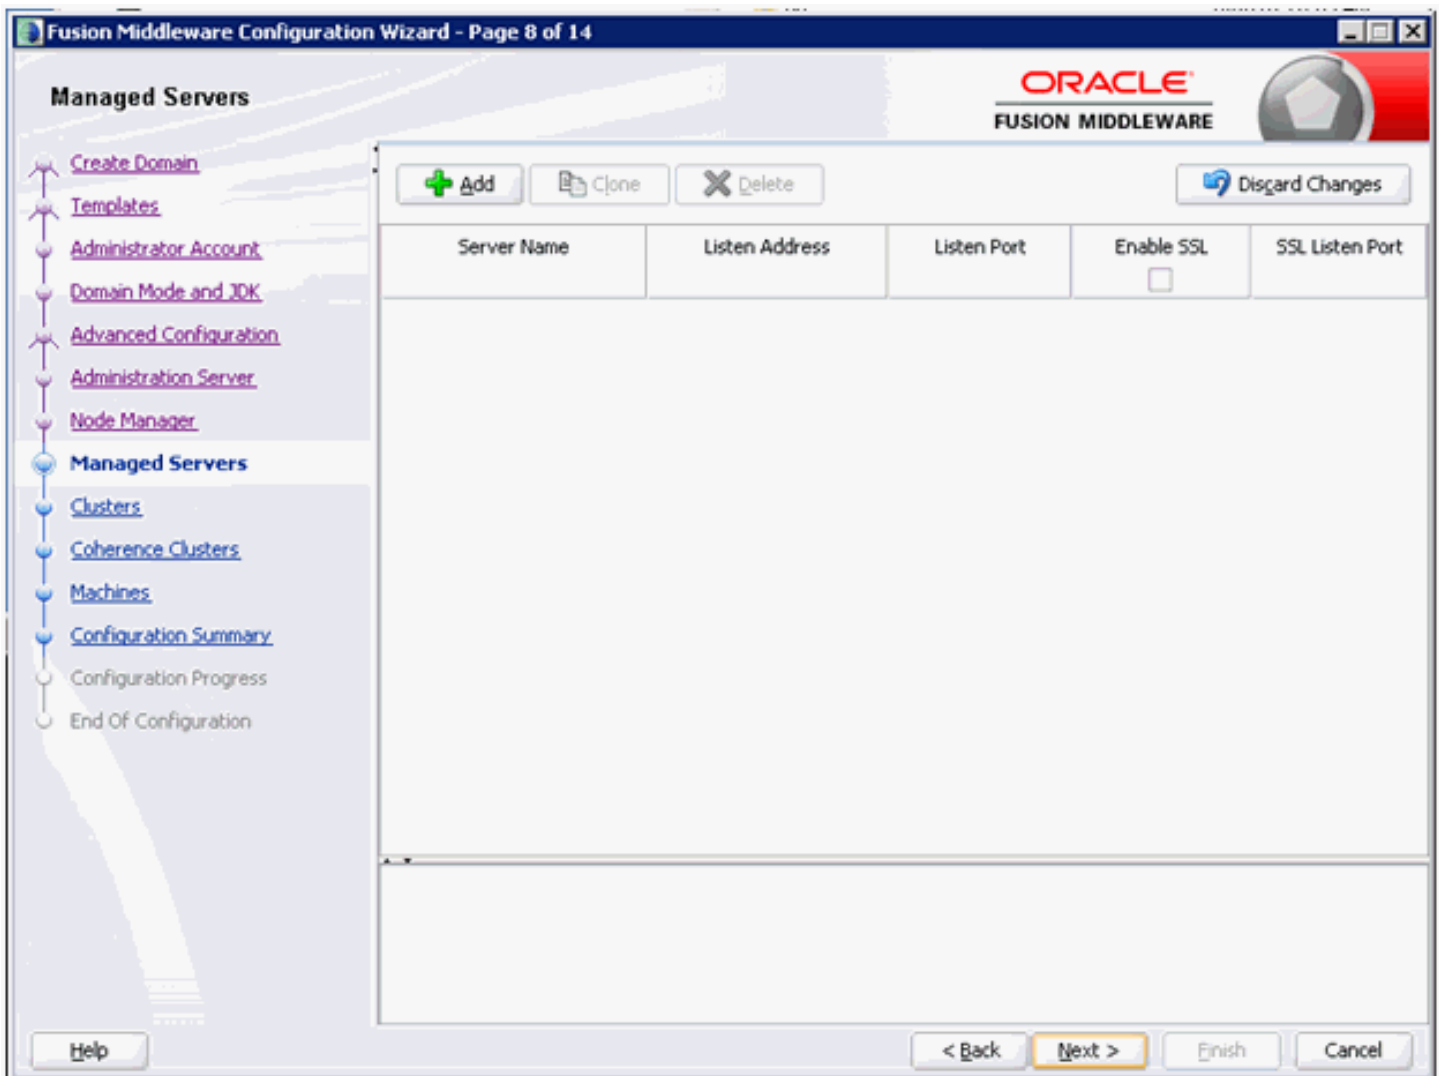 Fusion Middleware Configuration Wizard - Page 8 of 14
Managed Servers
ORACLE
FUSION MIDDLEWARE
Create Domain
Templates
Administrator Account
Domain Mode and JDK
Advanced Configuration
Administration Server
Node Manager
Managed Servers
Clusters
Coherence Clusters
Machines
Configuration Summary
Configuration Progress
End Of Configuration
Add Clone Delete Discard Changes
Server Name Listen Address Listen Port Enable SSL SSL Listen Port
Help < Back Next > Finish Cancel